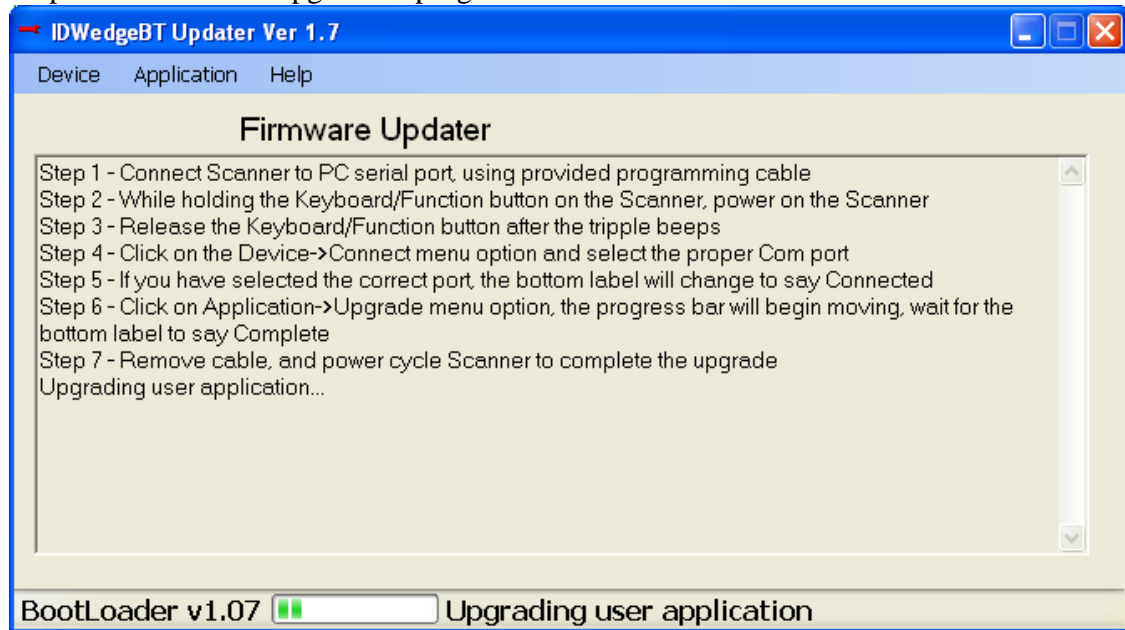 IDWedgeBT Updater Ver 1.7
Device Application Help
Firmware Updater
Step 1 - Connect Scanner to PC serial port, using provided programming cable
Step 2 - While holding the Keyboard/Function button on the Scanner, power on the Scanner
Step 3 - Release the Keyboard/Function button after the tripple beeps
Step 4 - Click on the Device->Connect menu option and select the proper Com port
Step 5 - If you have selected the correct port, the bottom label will change to say Connected
Step 6 - Click on Application->Upgrade menu option, the progress bar will begin moving, wait for the
bottom label to say Complete
Step 7 - Remove cable, and power cycle Scanner to complete the upgrade
Upgrading user application...
BootLoader v1.07 Upgrading user application